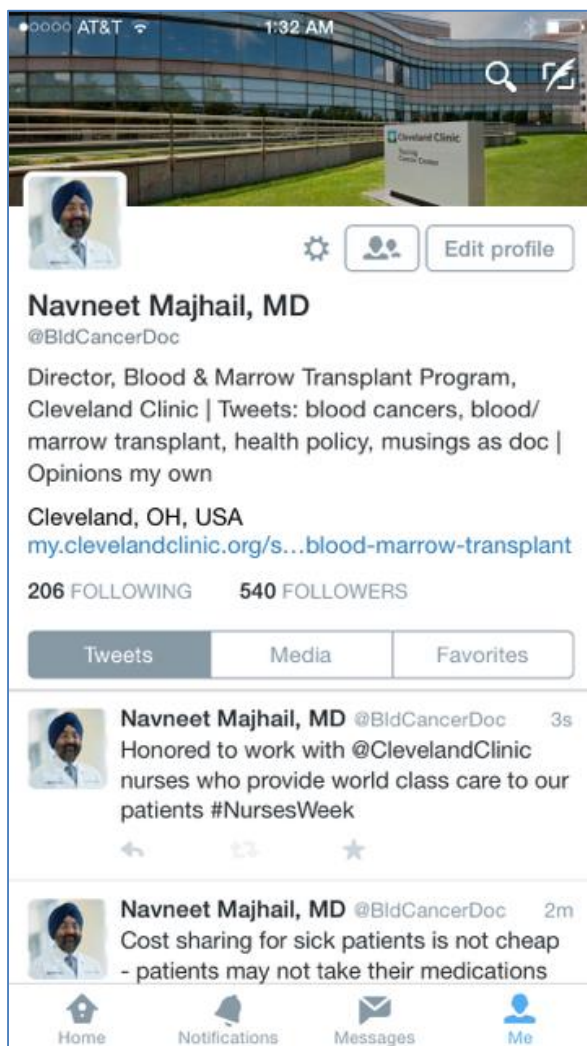 AT&T 1:32 AM
Cleveland Clinic
Taussig
Cancer Center
Edit profile
Navneet Majhail, MD
@BldCancerDoc
Director, Blood & Marrow Transplant Program,
Cleveland Clinic | Tweets: blood cancers, blood/
marrow transplant, health policy, musings as doc |
Opinions my own
Cleveland, OH, USA
my.clevelandclinic.org/s...blood-marrow-transplant
206 FOLLOWING 540 FOLLOWERS
Tweets Media Favorites
Navneet Majhail, MD @BldCancerDoc 3s
Honored to work with @ClevelandClinic
nurses who provide world class care to our
patients #NursesWeek
Navneet Majhail, MD @BldCancerDoc 2m
Cost sharing for sick patients is not cheap
- patients may not take their medications
Home Notifications Messages Me